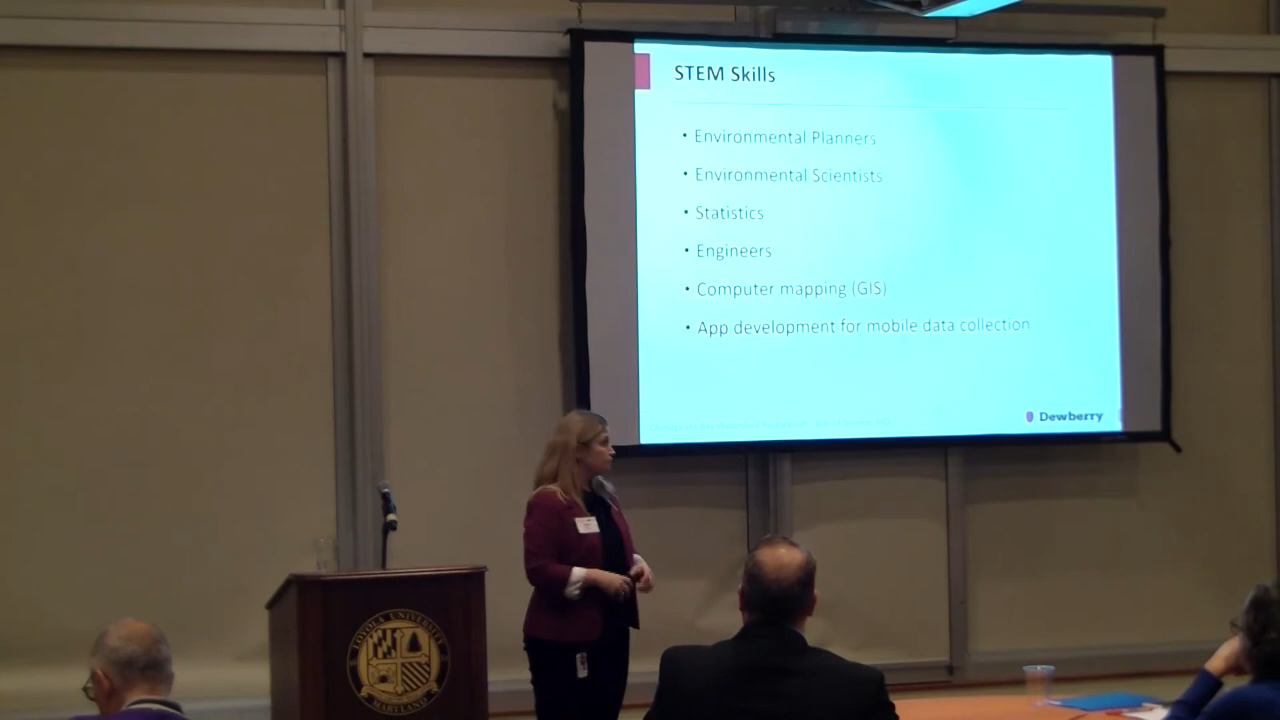 STEM Skills
• Environmental Planners
• Environmental Scientists
• Statistics
• Engineers
• Computer mapping (GIS)
• App development for mobile data collection
Dewberry
LOYOLA UNIVERSITY
MARYLAND